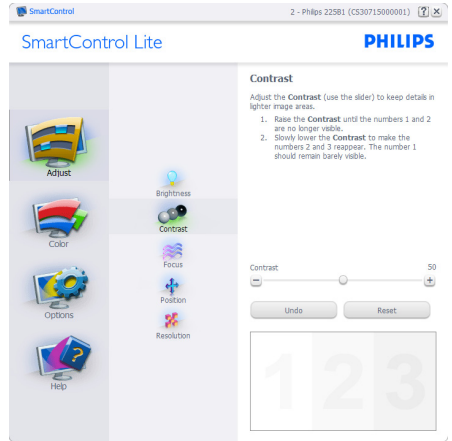 SmartControl
2 - Philips 225B1 (CS30715000001)
?
SmartControl Lite
PHILIPS
Adjust
Color
Options
?
Help
Brightness
Contrast
Focus
Position
Resolution
Contrast
Adjust the Contrast (use the slider) to keep details in
lighter image areas.
1. Raise the Contrast until the numbers 1 and 2
are no longer visible.
2. Slowly lower the Contrast to make the
numbers 2 and 3 reappear. The number 1
should remain barely visible.
Contrast 50
Undo Reset
1 2 3